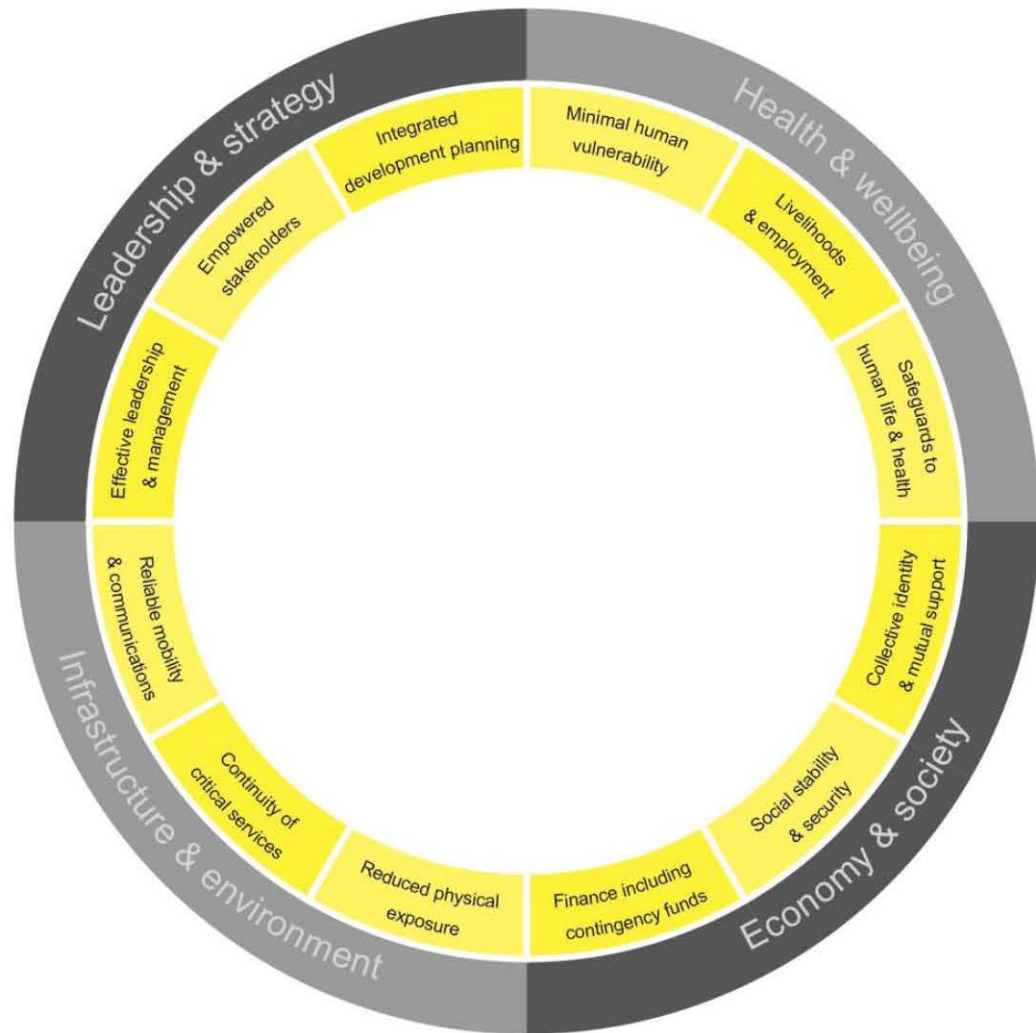 Leadership & strategy
Health & wellbeing
Economy & society
Infrastructure & environment
Minimal human
vulnerability
Livelihoods
& employment
Safeguards to
human life & health
Collective identity
& mutual support
Social stability
& security
Finance including
contingency funds
Reduced physical
exposure
Continuity of
critical services
Reliable mobility
& communications
Effective leadership
& management
Empowered
stakeholders
Integrated
development planning